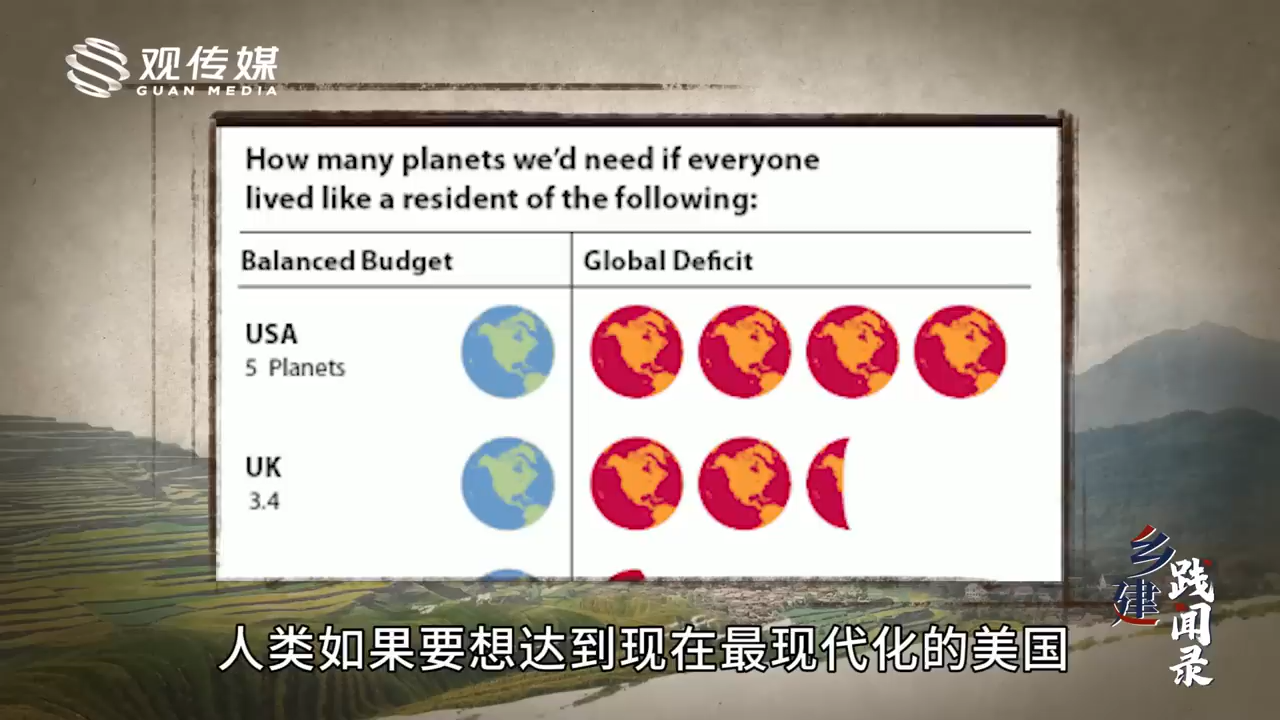 观传媒
GUAN MEDIA
How many planets we’d need if everyone
lived like a resident of the following:
Balanced Budget
Global Deficit
USA
5 Planets
UK
3.4
乡建
践闻录
人类如果要想达到现在最现代化的美国